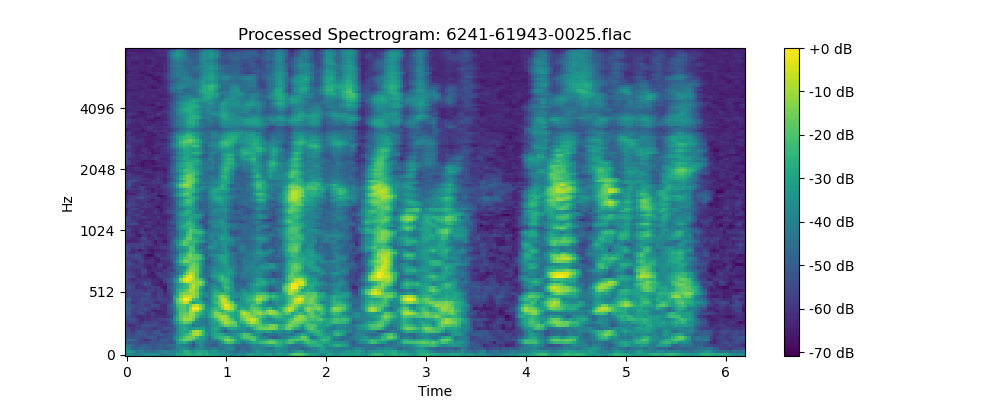 Processed Spectrogram: 6241-61943-0025.flac
Hz
4096
2048
1024
512
0
0 1 2 3 4 5 6
Time
+0 dB
-10 dB
-20 dB
-30 dB
-40 dB
-50 dB
-60 dB
-70 dB